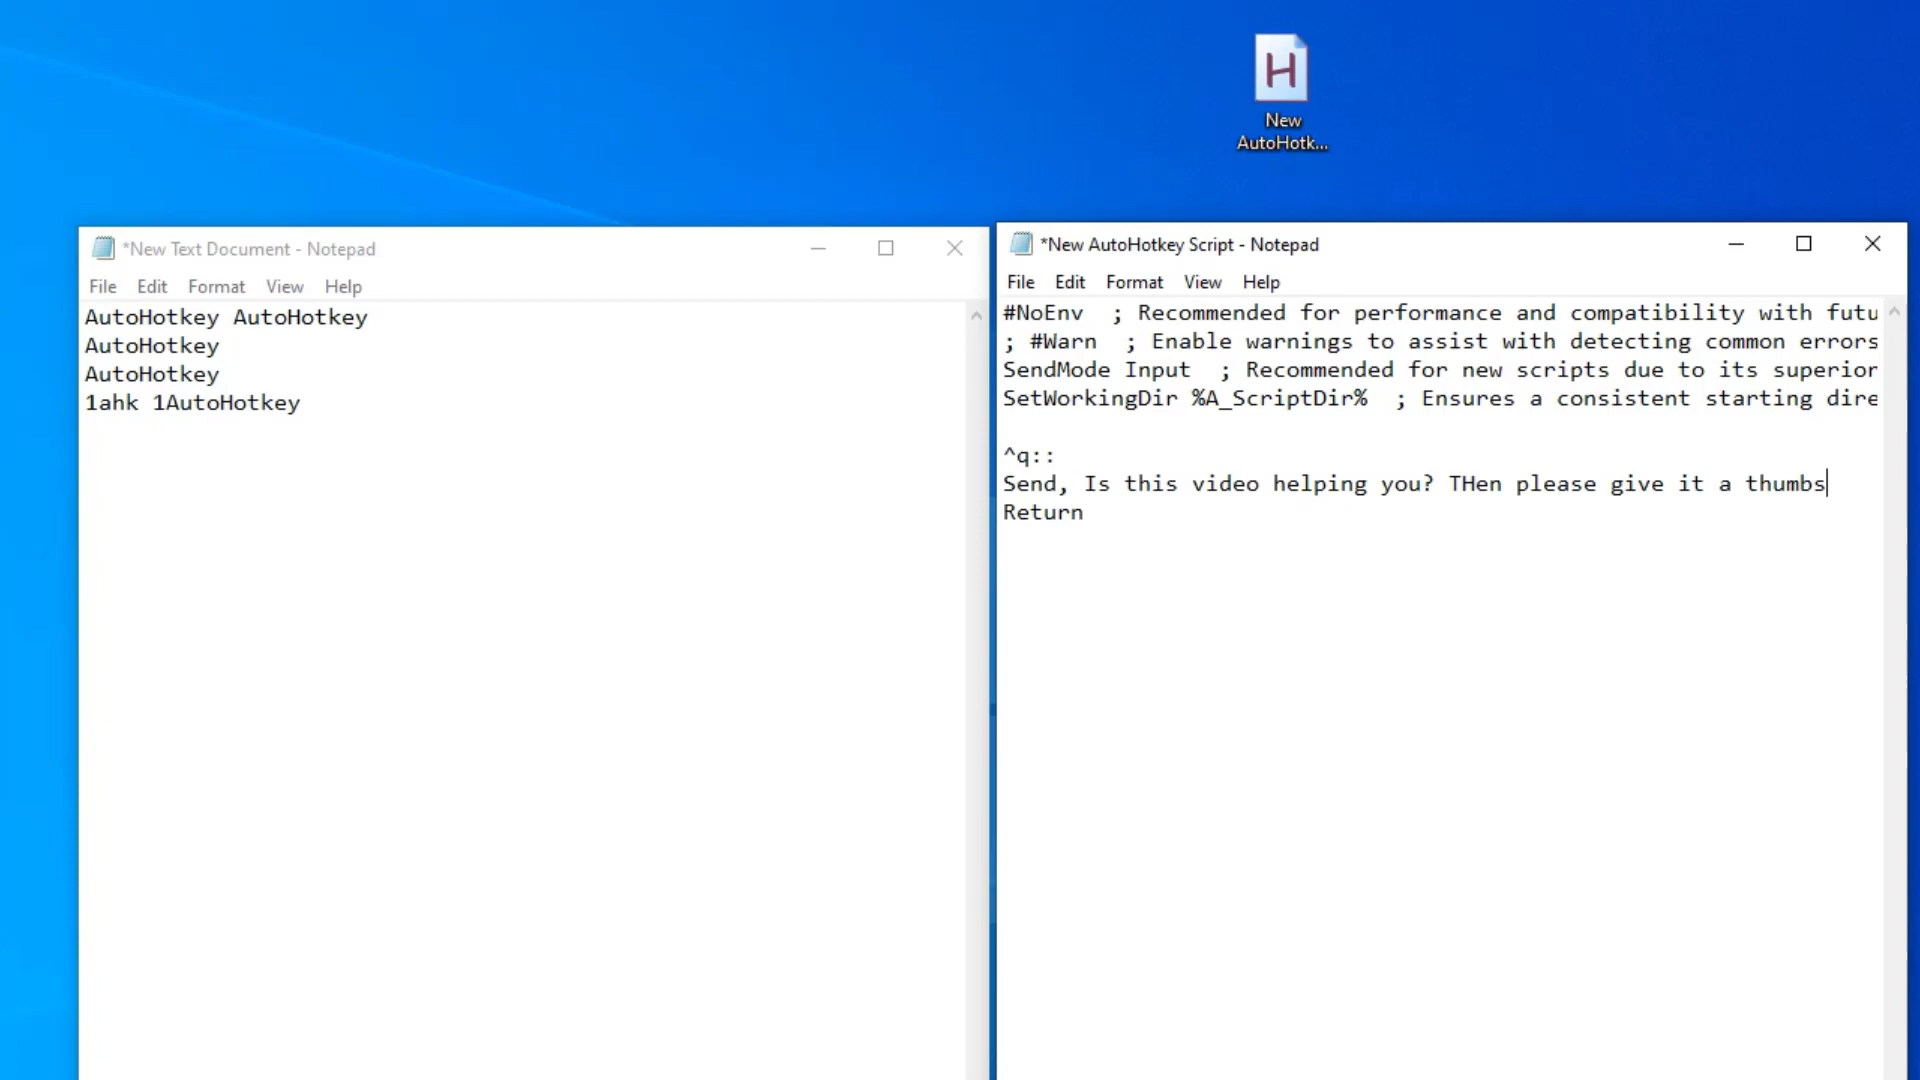 H
New
AutoHotk...
*New Text Document - Notepad
File Edit Format View Help
AutoHotkey AutoHotkey
AutoHotkey
AutoHotkey
1ahk 1AutoHotkey
*New AutoHotkey Script - Notepad
File Edit Format View Help
#NoEnv  ; Recommended for performance and compatibility with futu
; #Warn  ; Enable warnings to assist with detecting common errors
SendMode Input  ; Recommended for new scripts due to its superior
SetWorkingDir %A_ScriptDir%  ; Ensures a consistent starting dire
^q::
Send, Is this video helping you? THen please give it a thumbs
Return